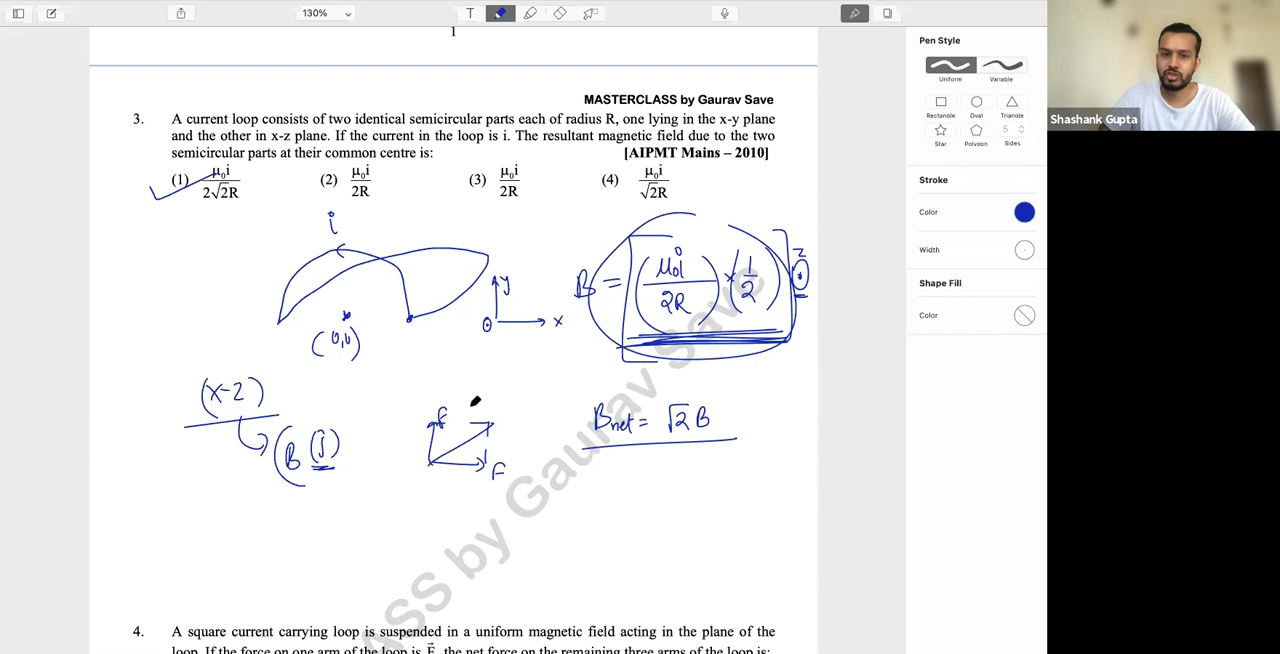 130%
T
1
MASTERCLASS by Gaurav Save
3. A current loop consists of two identical semicircular parts each of radius R, one lying in the x-y plane
and the other in x-z plane. If the current in the loop is i. The resultant magnetic field due to the two
semicircular parts at their common centre is: [AIPMT Mains – 2010]
(1) μ₀i / 2√2R (2) μ₀i / 2R (3) μ₀i / 2R (4) μ₀i / √2R
i
B = [(μ₀i / 2R) × (1/2)] z
y
x
(0,0)
(x-z)
B (j)
F
F
Bnet = √2 B
ASS by Gaurav Save
4. A square current carrying loop is suspended in a uniform magnetic field acting in the plane of the
loop. If the force on one arm of the loop is F, the net force on the remaining three arms of the loop is:
Pen Style
Uniform Variable
Rectangle Oval Triangle
Star Polygon 5 Sides
Stroke
Color
Width
Shape Fill
Color
Shashank Gupta